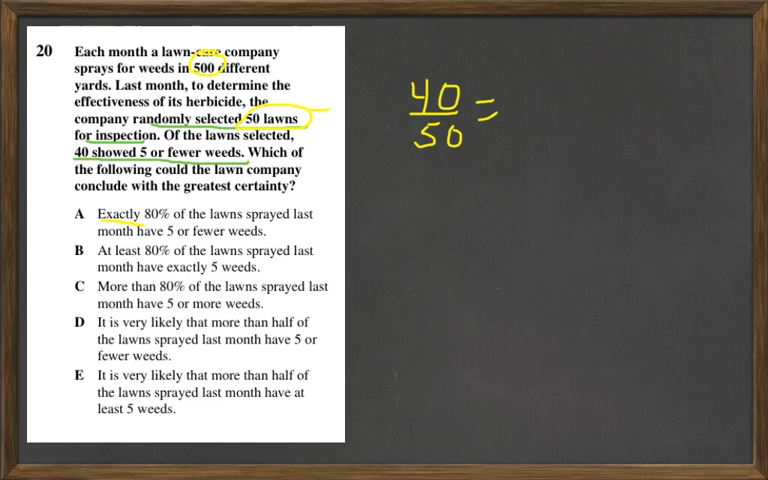 20 Each month a lawn-care company
sprays for weeds in 500 different
yards. Last month, to determine the
effectiveness of its herbicide, the
company randomly selected 50 lawns
for inspection. Of the lawns selected,
40 showed 5 or fewer weeds. Which of
the following could the lawn company
conclude with the greatest certainty?
A Exactly 80% of the lawns sprayed last
month have 5 or fewer weeds.
B At least 80% of the lawns sprayed last
month have exactly 5 weeds.
C More than 80% of the lawns sprayed last
month have 5 or more weeds.
D It is very likely that more than half of
the lawns sprayed last month have 5 or
fewer weeds.
E It is very likely that more than half of
the lawns sprayed last month have at
least 5 weeds.
40
50 =